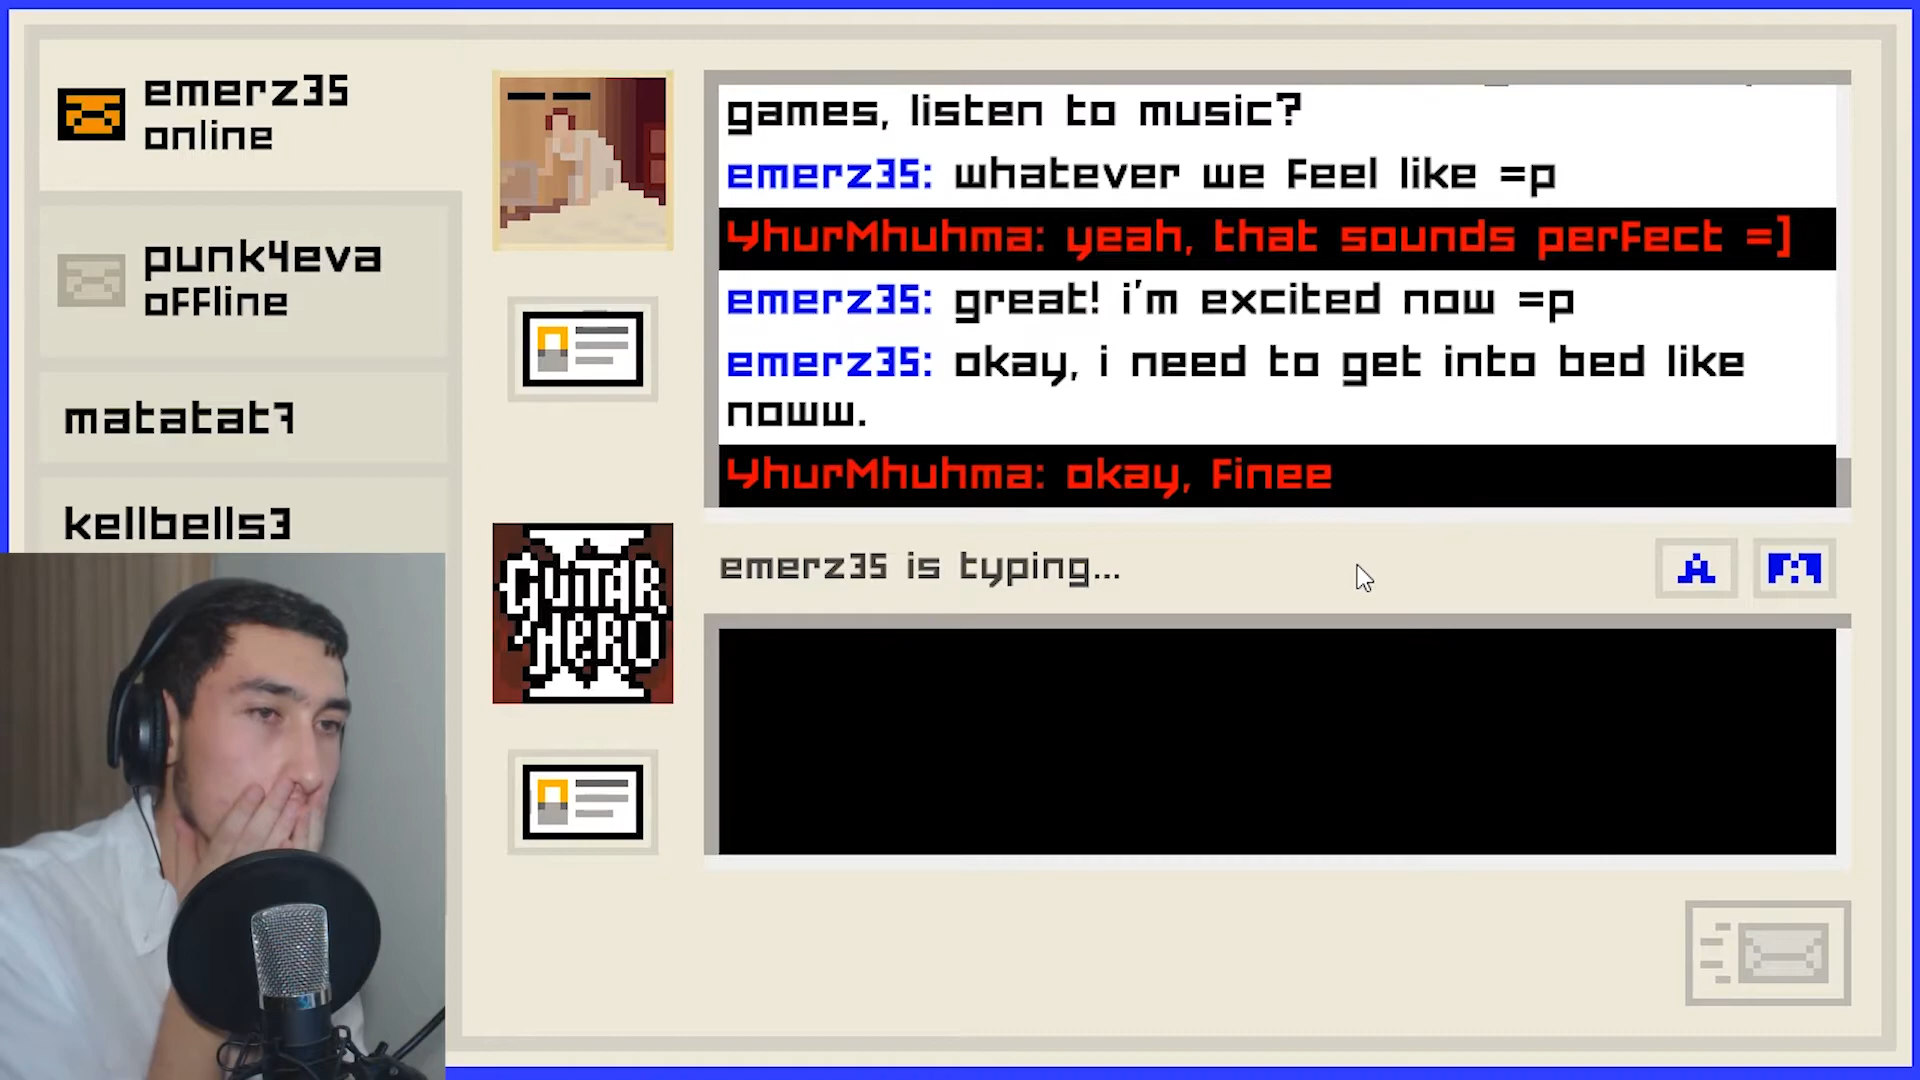 emerz35
online
punk4eva
offline
matatat7
kellbells3
games, listen to music?
emerz35: whatever we feel like =p
YhurMhuhma: yeah, that sounds perfect =]
emerz35: great! i'm excited now =p
emerz35: okay, i need to get into bed like
noww.
YhurMhuhma: okay, finee
GUITAR
HERO
emerz35 is typing...
A